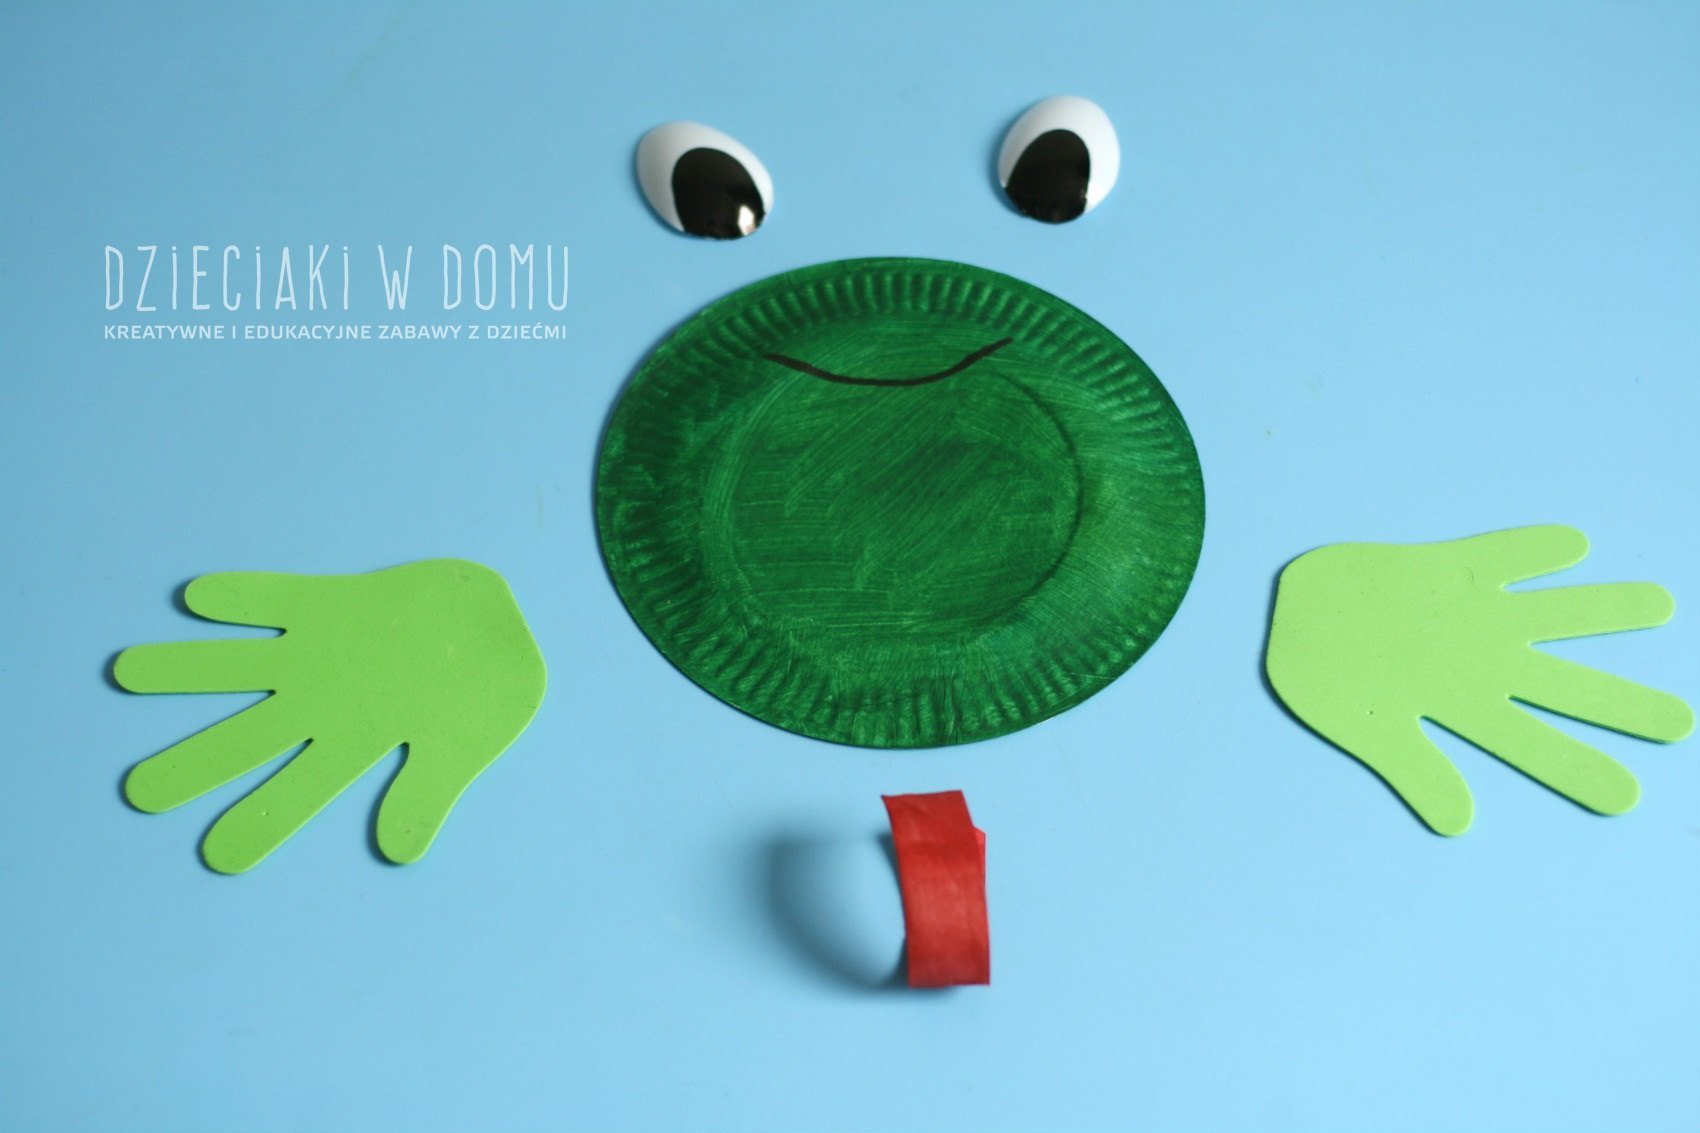 DZiECiAKi W DOMU
KREATYWNE I EDUKACYJNE ZABAWY Z DZIEĆMI